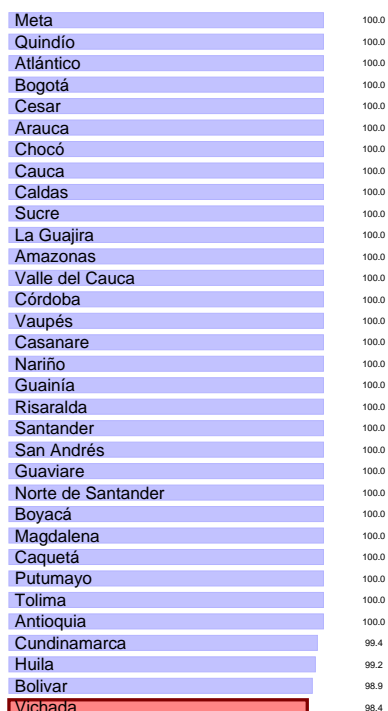 Meta 100.0
Quindío 100.0
Atlántico 100.0
Bogotá 100.0
Cesar 100.0
Arauca 100.0
Chocó 100.0
Cauca 100.0
Caldas 100.0
Sucre 100.0
La Guajira 100.0
Amazonas 100.0
Valle del Cauca 100.0
Córdoba 100.0
Vaupés 100.0
Casanare 100.0
Nariño 100.0
Guainía 100.0
Risaralda 100.0
Santander 100.0
San Andrés 100.0
Guaviare 100.0
Norte de Santander 100.0
Boyacá 100.0
Magdalena 100.0
Caquetá 100.0
Putumayo 100.0
Tolima 100.0
Antioquia 100.0
Cundinamarca 99.4
Huila 99.2
Bolivar 98.9
Vichada 98.4